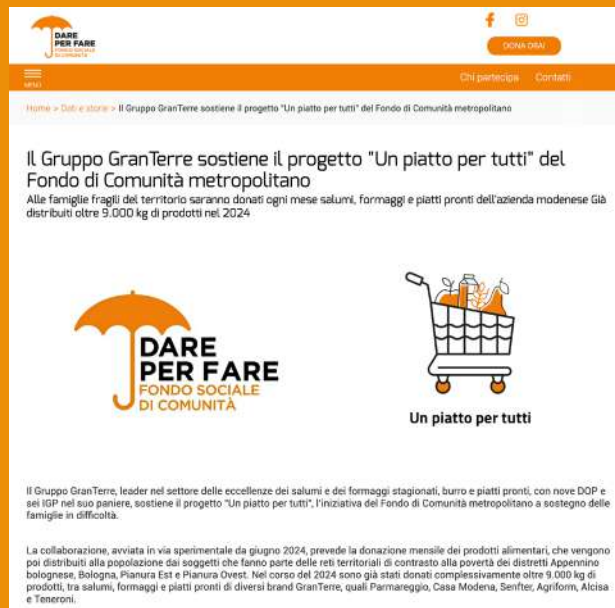 DARE
PER FARE
FONDO SOCIALE
DI COMUNITÀ
DONA ORA!
MENU
Chi partecipa Contatti
Home > Dati e storie > Il Gruppo GranTerre sostiene il progetto "Un piatto per tutti" del Fondo di Comunità metropolitano
Il Gruppo GranTerre sostiene il progetto "Un piatto per tutti" del
Fondo di Comunità metropolitano
Alle famiglie fragili del territorio saranno donati ogni mese salumi, formaggi e piatti pronti dell'azienda modenese Già
distribuiti oltre 9.000 kg di prodotti nel 2024
DARE
PER FARE
FONDO SOCIALE
DI COMUNITÀ
Un piatto per tutti
Il Gruppo GranTerre, leader nel settore delle eccellenze dei salumi e dei formaggi stagionati, burro e piatti pronti, con nove DOP e
sei IGP nel suo paniere, sostiene il progetto "Un piatto per tutti", l'iniziativa del Fondo di Comunità metropolitano a sostegno delle
famiglie in difficoltà.
La collaborazione, avviata in via sperimentale da giugno 2024, prevede la donazione mensile dei prodotti alimentari, che vengono
poi distribuiti alla popolazione dai soggetti che fanno parte delle reti territoriali di contrasto alla povertà dei distretti Appennino
bolognese, Bologna, Pianura Est e Pianura Ovest. Nel corso del 2024 sono già stati donati complessivamente oltre 9.000 kg di
prodotti, tra salumi, formaggi e piatti pronti di diversi brand GranTerre, quali Parmareggio, Casa Modena, Senfter, Agriform, Alcisa
e Teneroni.